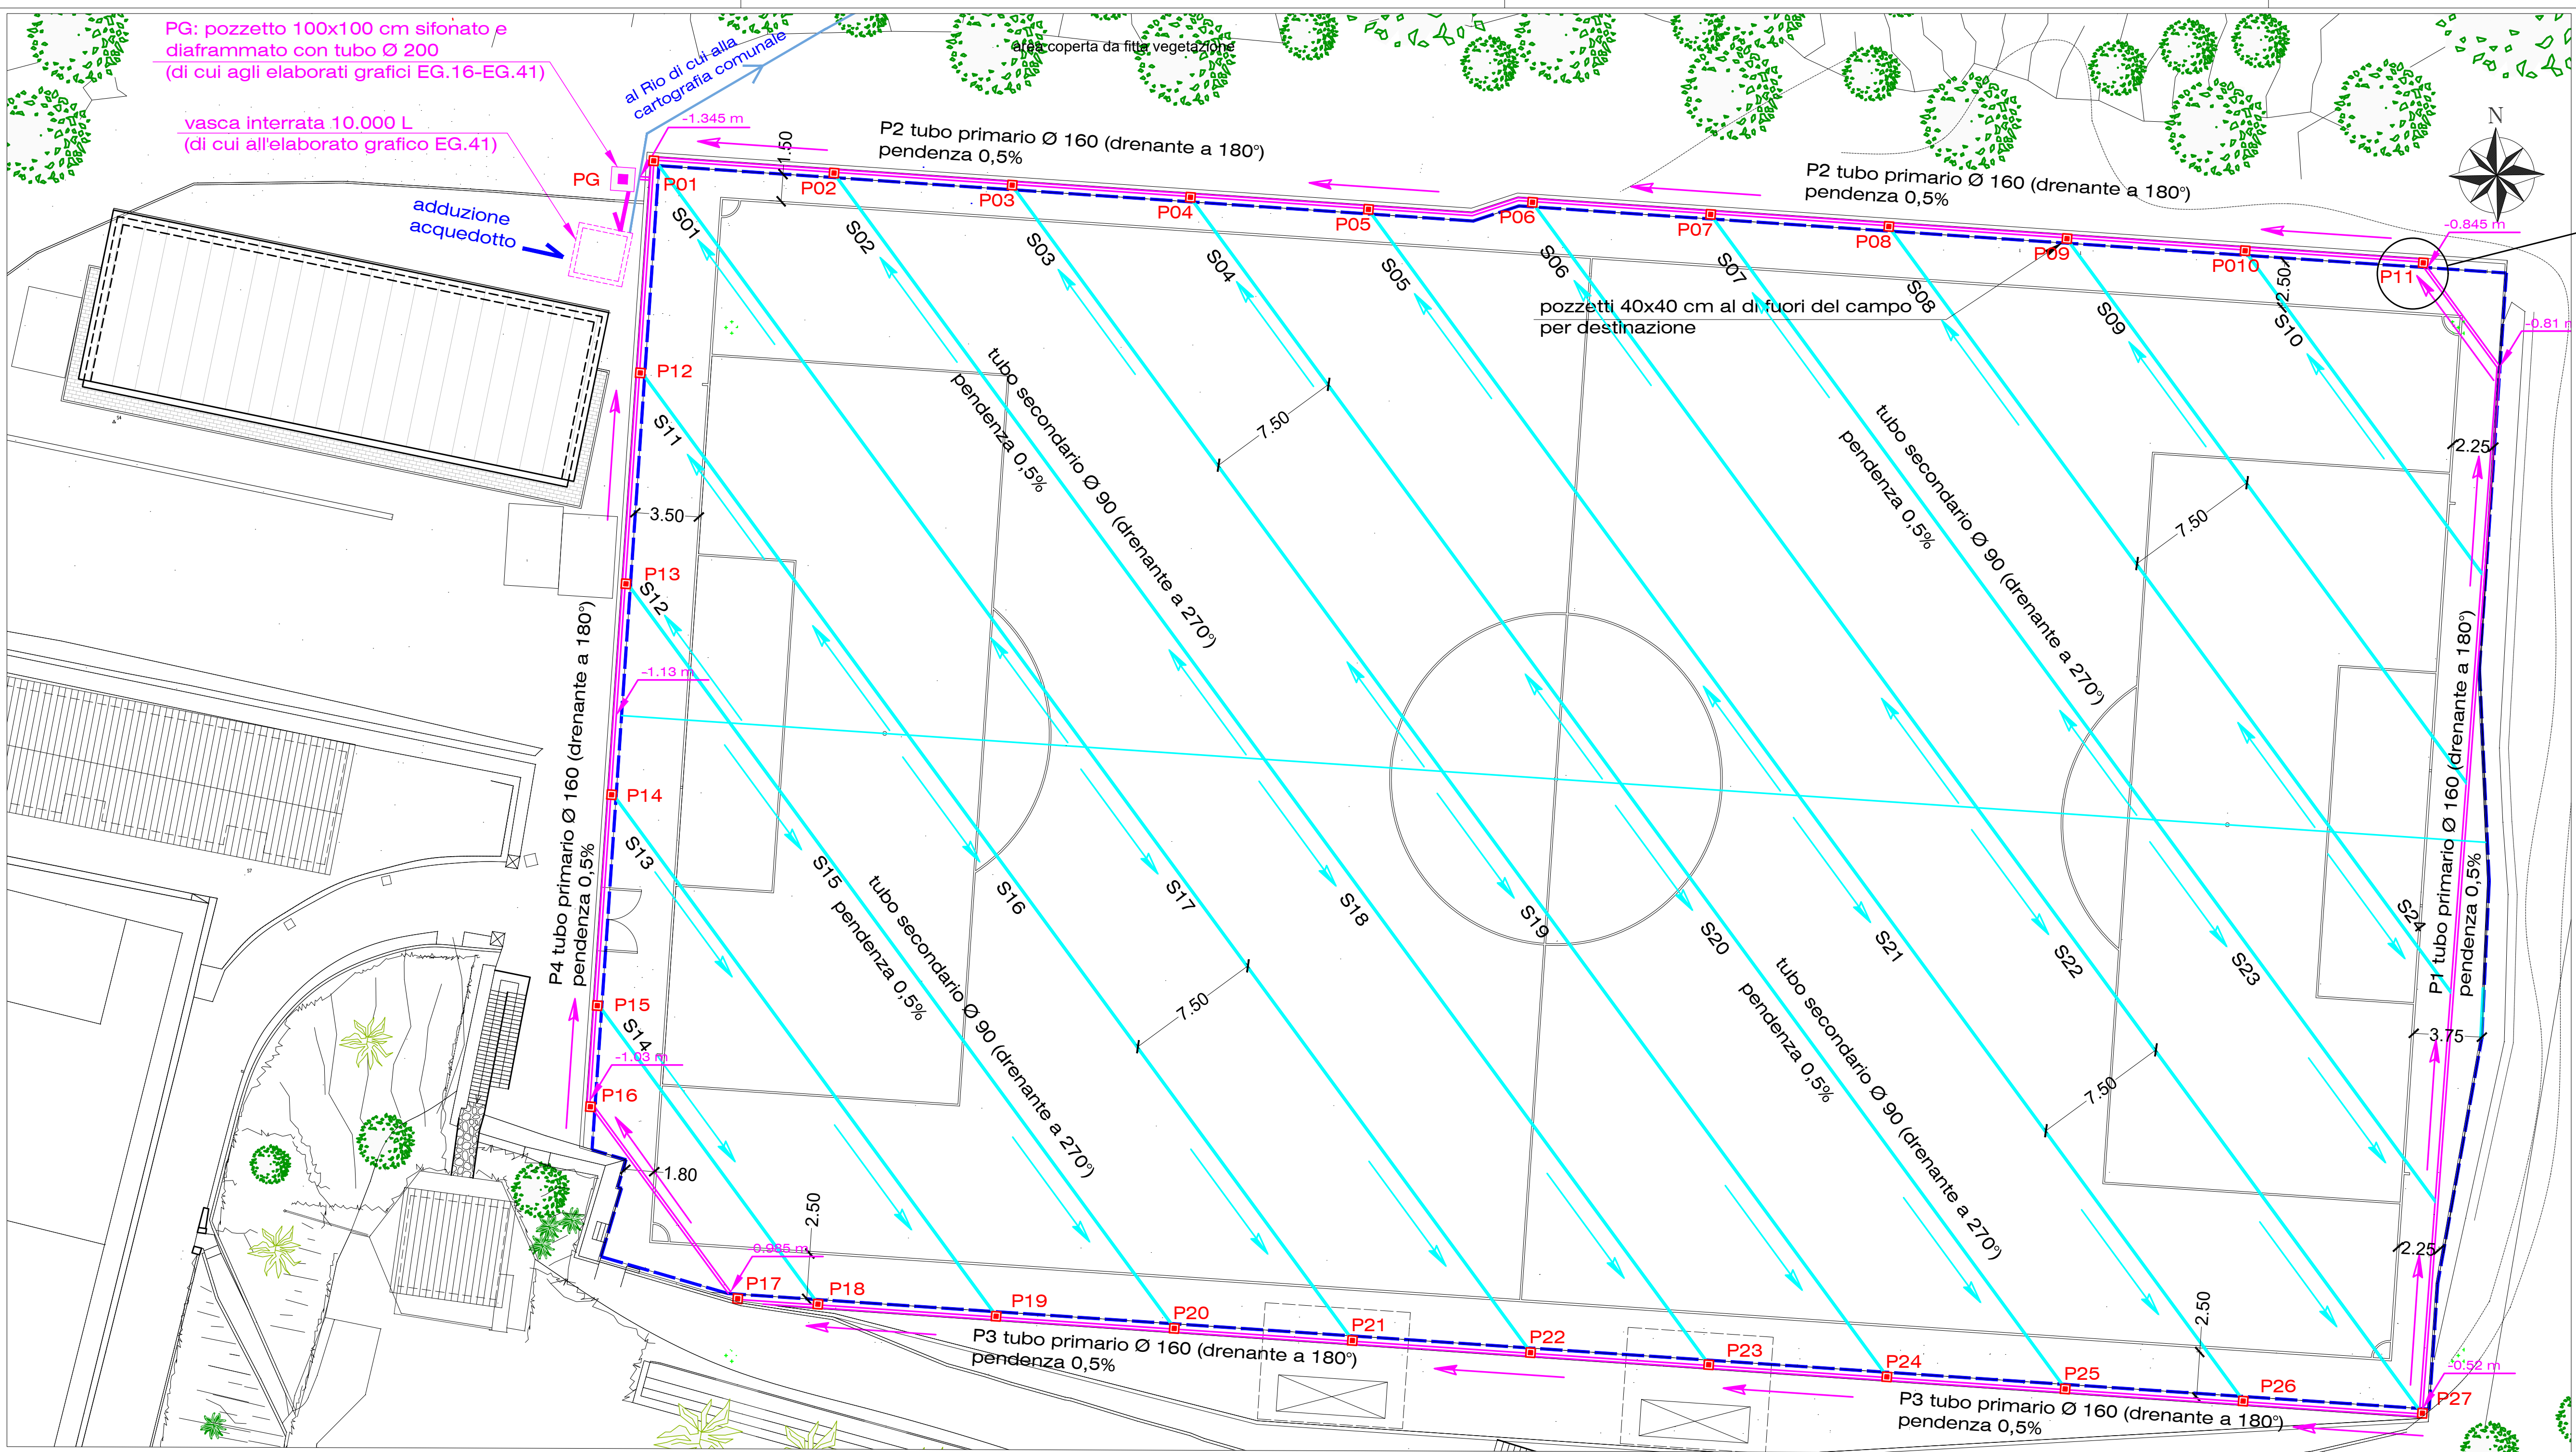 PG: pozzetto 100x100 cm sifonato e
diaframmato con tubo Ø 200
(di cui agli elaborati grafici EG.16-EG.41)
vasca interrata 10.000 L
(di cui all'elaborato grafico EG.41)
al Rio di cui alla
cartografia comunale
area coperta da fitta vegetazione
N
-1.345 m
1.50
P2 tubo primario Ø 160 (drenante a 180°)
pendenza 0,5%
P2 tubo primario Ø 160 (drenante a 180°)
pendenza 0,5%
-0.845 m
-0.81
PG
adduzione
acquedotto
P01
P02
P03
P04
P05
P06
P07
P08
P09
P010
P11
2.50
S01
S02
S03
S04
S05
S06
S07
S08
S09
S10
pozzetti 40x40 cm al di fuori del campo
per destinazione
P12
S11
tubo secondario Ø 90 (drenante a 270°)
pendenza 0,5%
7.50
tubo secondario Ø 90 (drenante a 270°)
pendenza 0,5%
7.50
2.25
3.50
P13
S12
-1.13 m
P4 tubo primario Ø 160 (drenante a 180°)
pendenza 0,5%
P1 tubo primario Ø 160 (drenante a 180°)
pendenza 0,5%
P14
S13
S15
S16
S17
S18
S19
S20
S21
S22
S23
S24
tubo secondario Ø 90 (drenante a 270°)
pendenza 0,5%
7.50
tubo secondario Ø 90 (drenante a 270°)
pendenza 0,5%
7.50
3.75
P15
S14
-1.03 m
P16
1.80
2.50
0.985 m
2.25
2.50
P17
P18
P19
P20
P21
P22
P23
P24
P25
P26
P27
-0.52 m
P3 tubo primario Ø 160 (drenante a 180°)
pendenza 0,5%
P3 tubo primario Ø 160 (drenante a 180°)
pendenza 0,5%